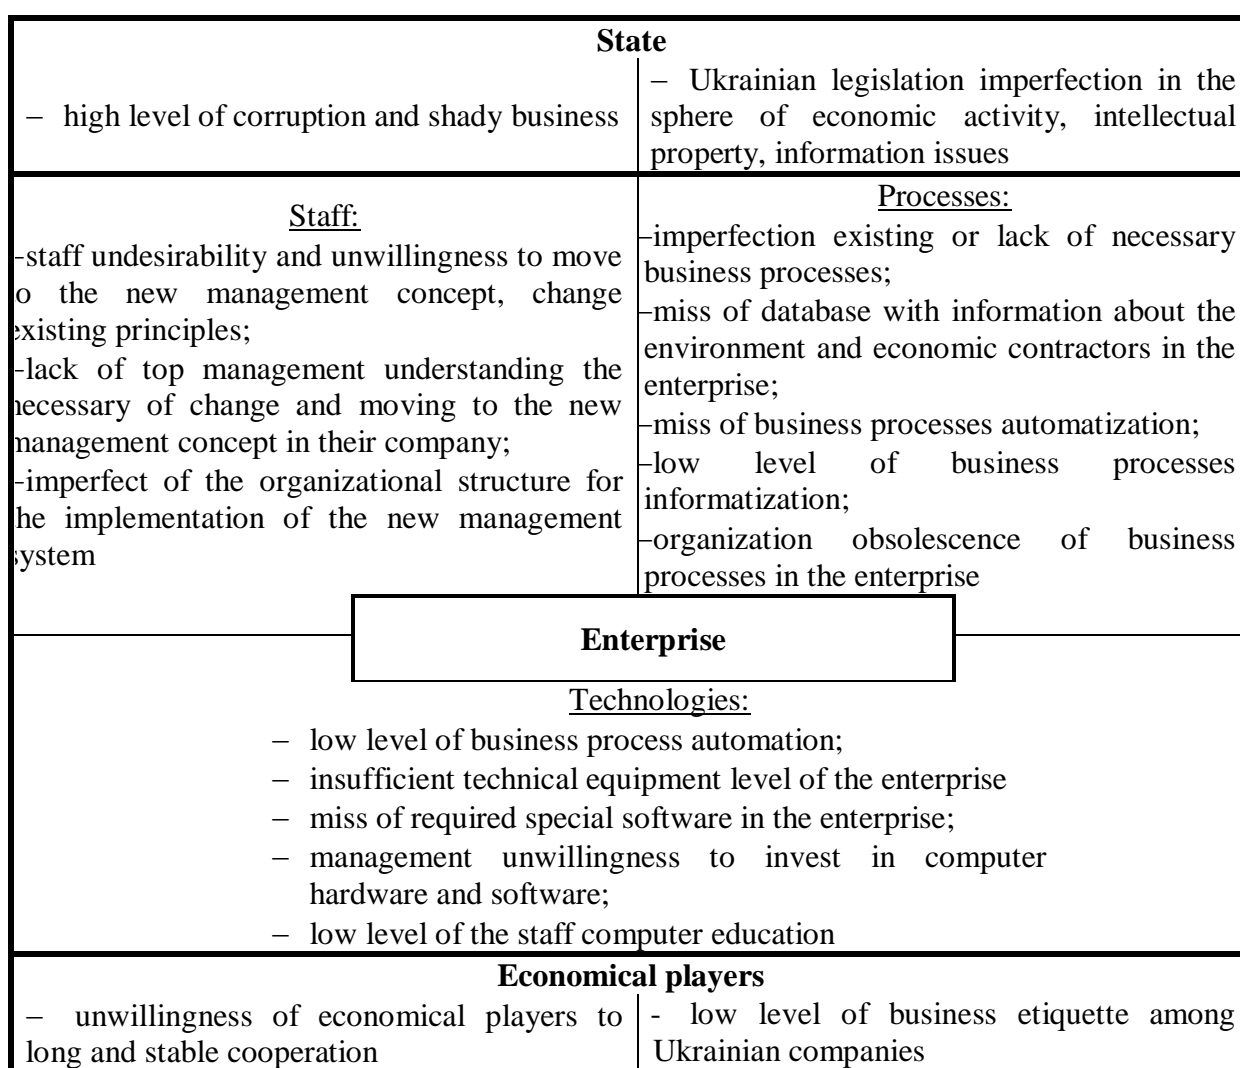 State
– high level of corruption and shady business
– Ukrainian legislation imperfection in the
sphere of economic activity, intellectual
property, information issues
Staff:
-staff undesirability and unwillingness to move
o the new management concept, change
existing principles;
-lack of top management understanding the
necessary of change and moving to the new
management concept in their company;
-imperfect of the organizational structure for
he implementation of the new management
system
Processes:
–imperfection existing or lack of necessary
business processes;
–miss of database with information about the
environment and economic contractors in the
enterprise;
–miss of business processes automatization;
–low level of business processes
informatization;
–organization obsolescence of business
processes in the enterprise
Enterprise
Technologies:
– low level of business process automation;
– insufficient technical equipment level of the enterprise
– miss of required special software in the enterprise;
– management unwillingness to invest in computer
hardware and software;
– low level of the staff computer education
Economical players
– unwillingness of economical players to
long and stable cooperation
- low level of business etiquette among
Ukrainian companies